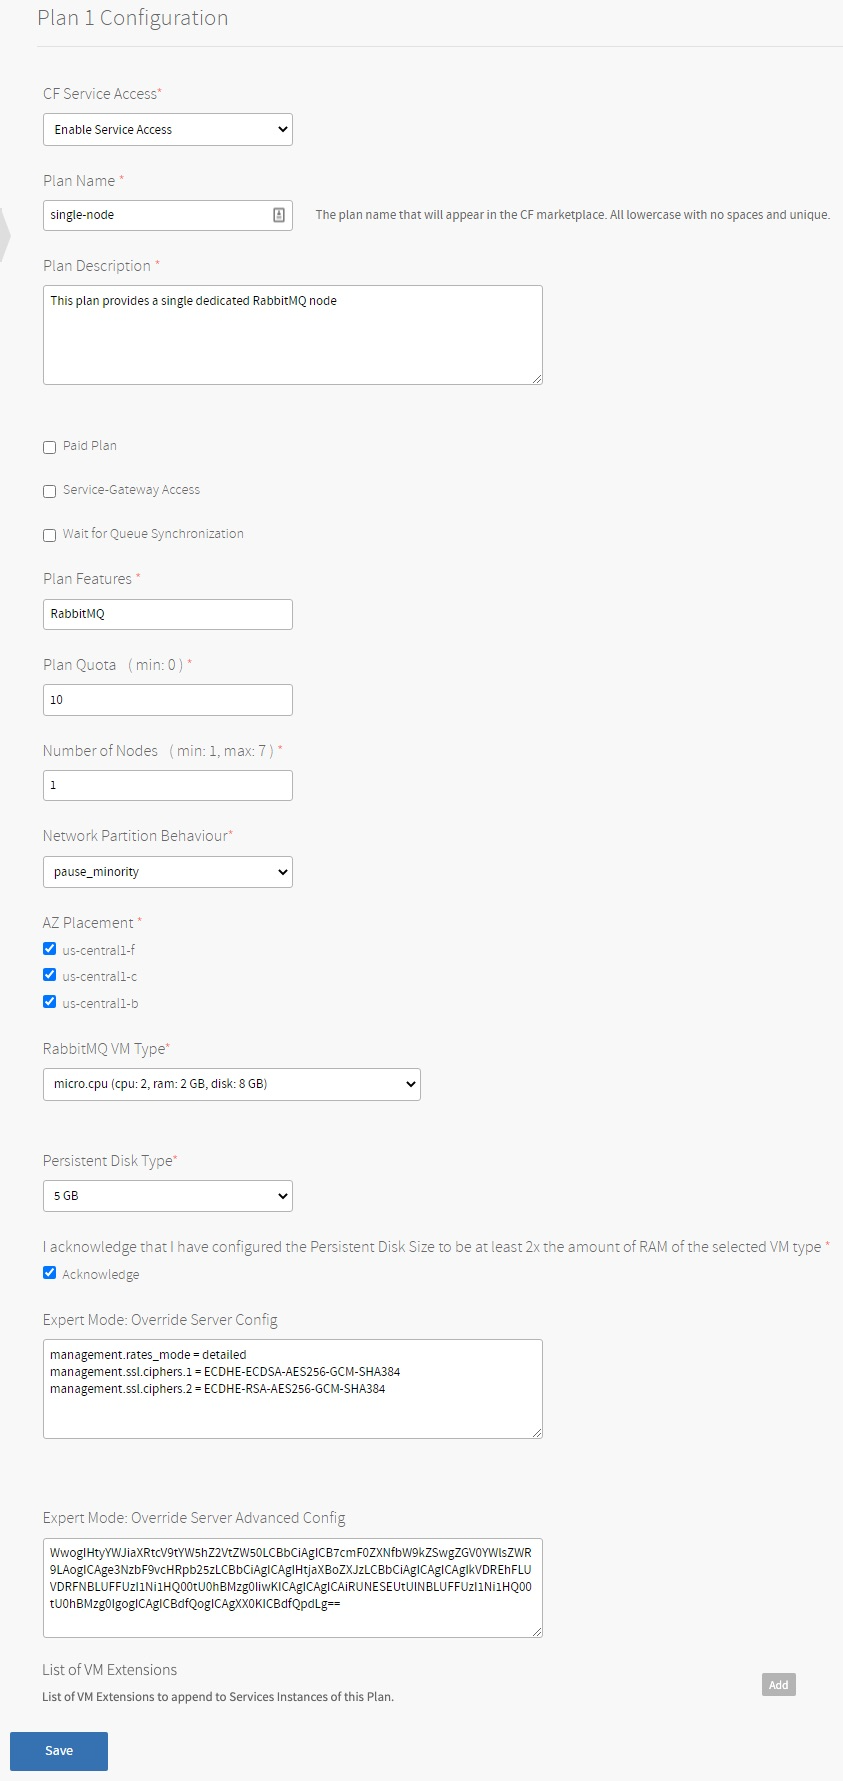 Plan 1 Configuration
CF Service Access*
Enable Service Access
Plan Name *
single-node
The plan name that will appear in the CF marketplace. All lowercase with no spaces and unique.
Plan Description *
This plan provides a single dedicated RabbitMQ node
Paid Plan
Service-Gateway Access
Wait for Queue Synchronization
Plan Features *
RabbitMQ
Plan Quota ( min: 0 ) *
10
Number of Nodes ( min: 1, max: 7 ) *
1
Network Partition Behaviour*
pause_minority
AZ Placement *
us-central1-f
us-central1-c
us-central1-b
RabbitMQ VM Type*
micro.cpu (cpu: 2, ram: 2 GB, disk: 8 GB)
Persistent Disk Type*
5 GB
I acknowledge that I have configured the Persistent Disk Size to be at least 2x the amount of RAM of the selected VM type *
Acknowledge
Expert Mode: Override Server Config
management.rates_mode = detailed
management.ssl.ciphers.1 = ECDHE-ECDSA-AES256-GCM-SHA384
management.ssl.ciphers.2 = ECDHE-RSA-AES256-GCM-SHA384
Expert Mode: Override Server Advanced Config
WwogIHtyYWJiaXRtcV9tYW5hZ2VtZW50LCBbCiAgICB7cmF0ZXNfbW9kZSwgZGV0YWlsZWR
9LAogICAge3NzbF9vcHRpb25zLCBbCiAgICAgIHtjaXBoZXJzLCBbCiAgICAgICAgIkVDREhFLU
VDRFNBLUFFUzI1Ni1HQ00tU0hBMzg0IiwKICAgICAgICAiRUNESEUtUlNBLUFFUzI1Ni1HQ00
tU0hBMzg0IgogICAgICBdfQogICAgXX0KICBdfQpdLg==
List of VM Extensions
List of VM Extensions to append to Services Instances of this Plan.
Add
Save